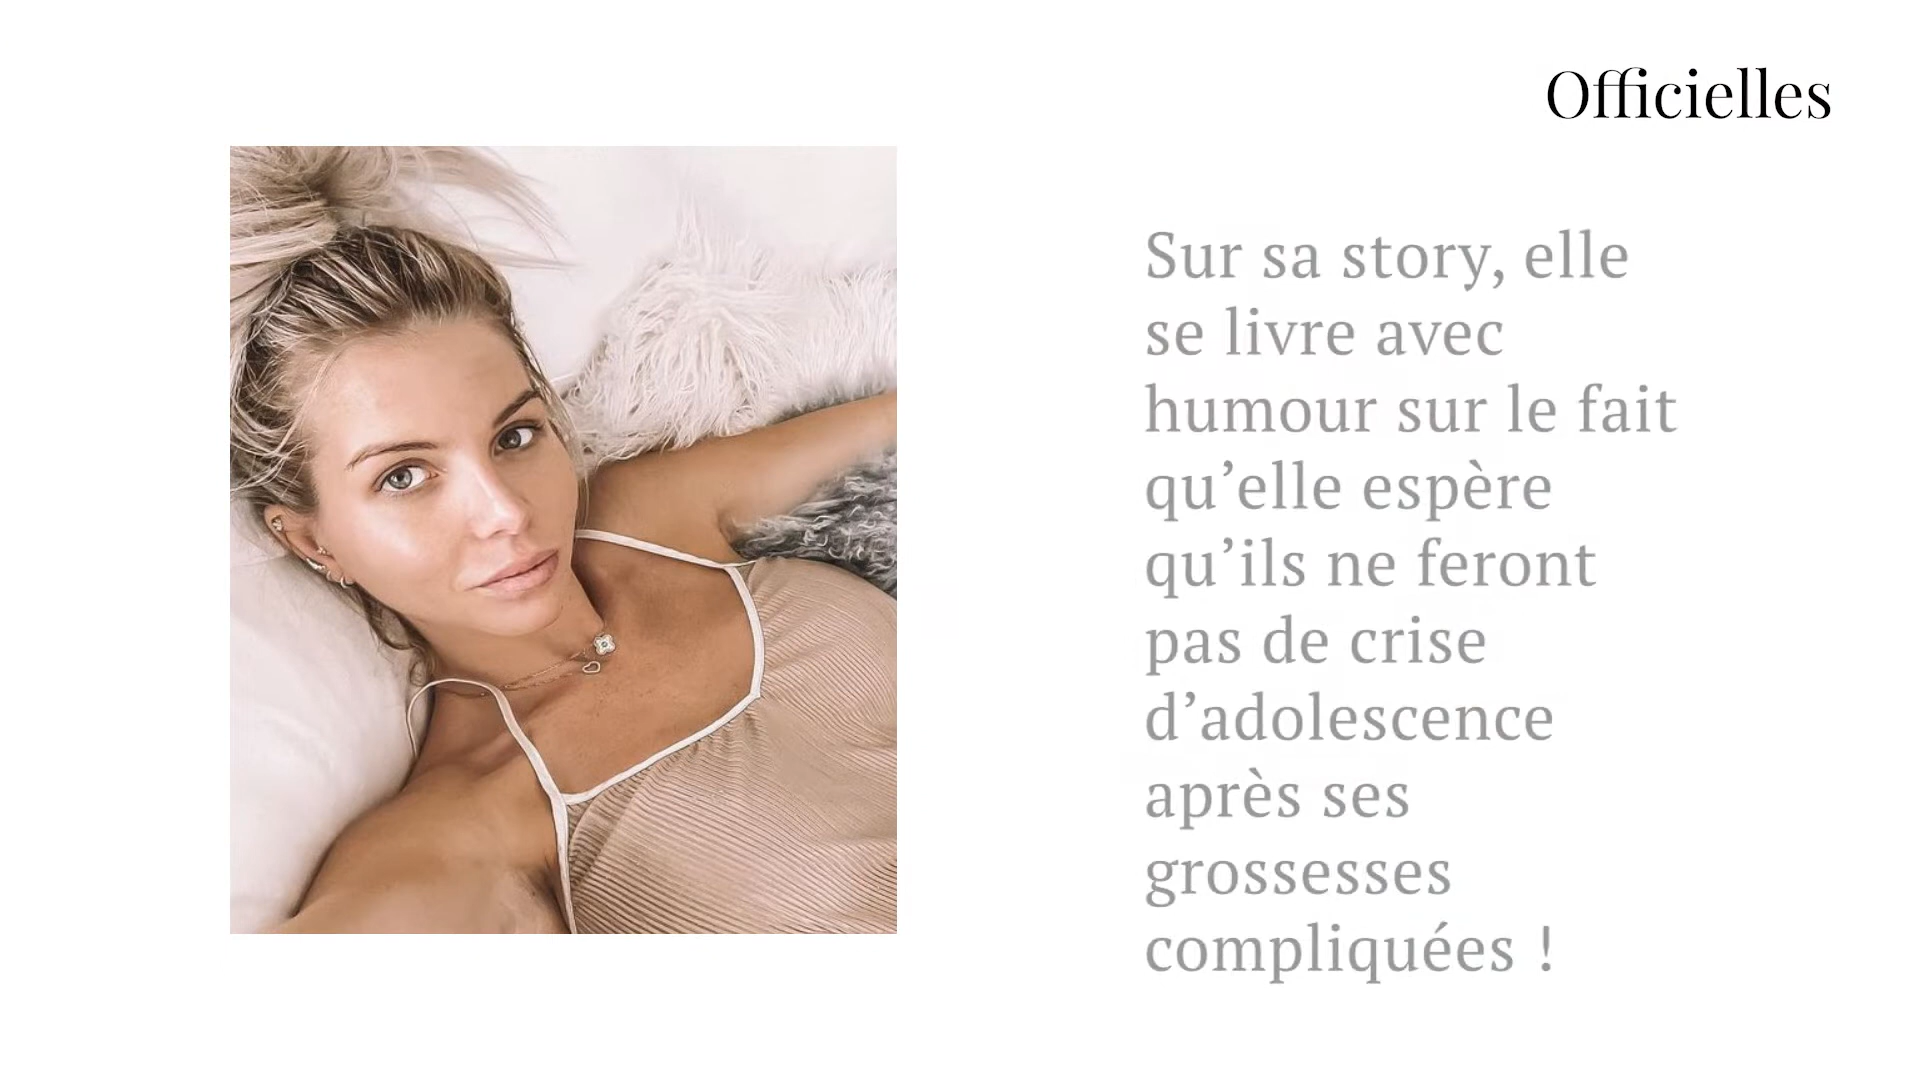 Officielles
Sur sa story, elle
se livre avec
humour sur le fait
qu’elle espère
qu’ils ne feront
pas de crise
d’adolescence
après ses
grossesses
compliquées !